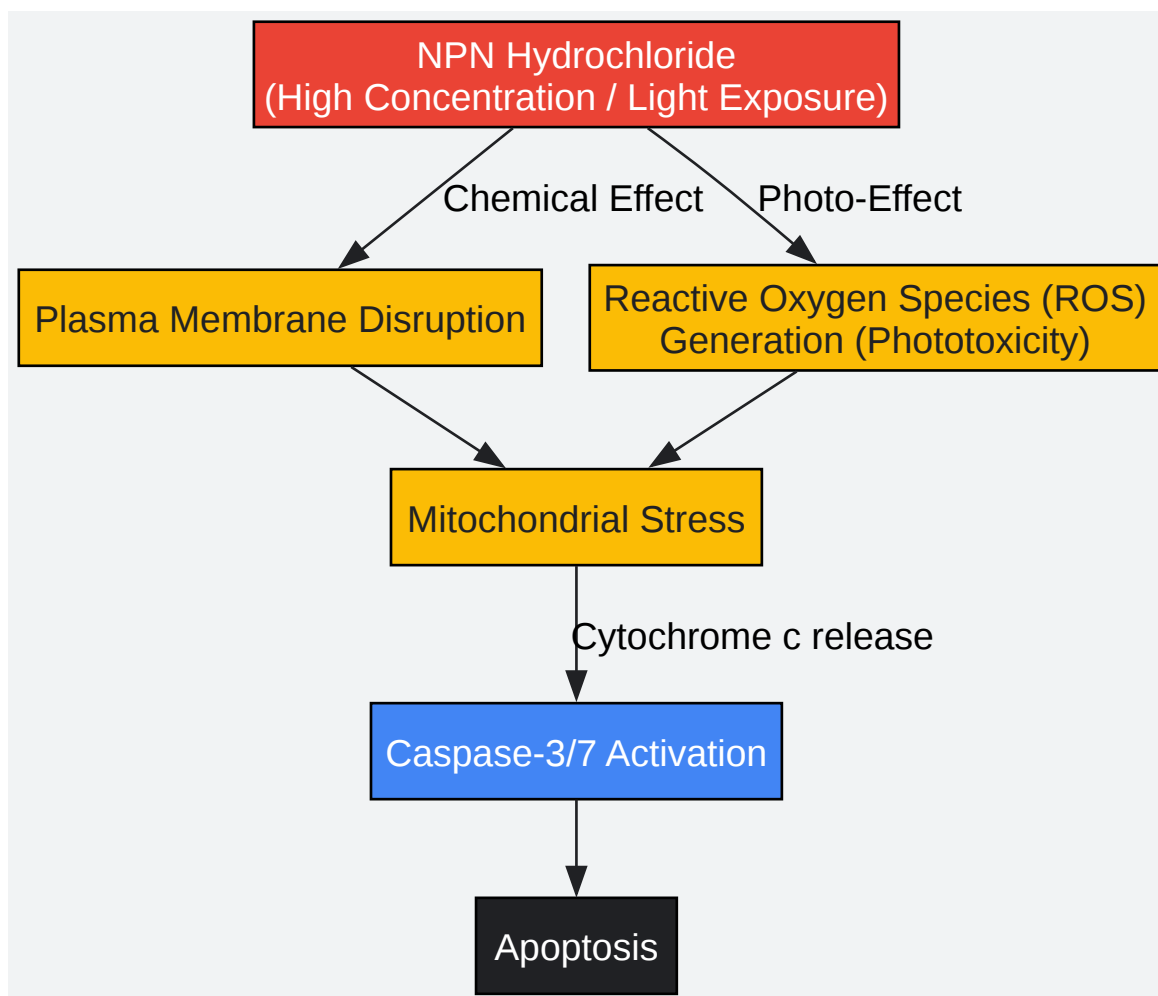 NPN Hydrochloride
(High Concentration / Light Exposure)
Chemical Effect
Photo-Effect
Plasma Membrane Disruption
Reactive Oxygen Species (ROS)
Generation (Phototoxicity)
Mitochondrial Stress
Cytochrome c release
Caspase-3/7 Activation
Apoptosis